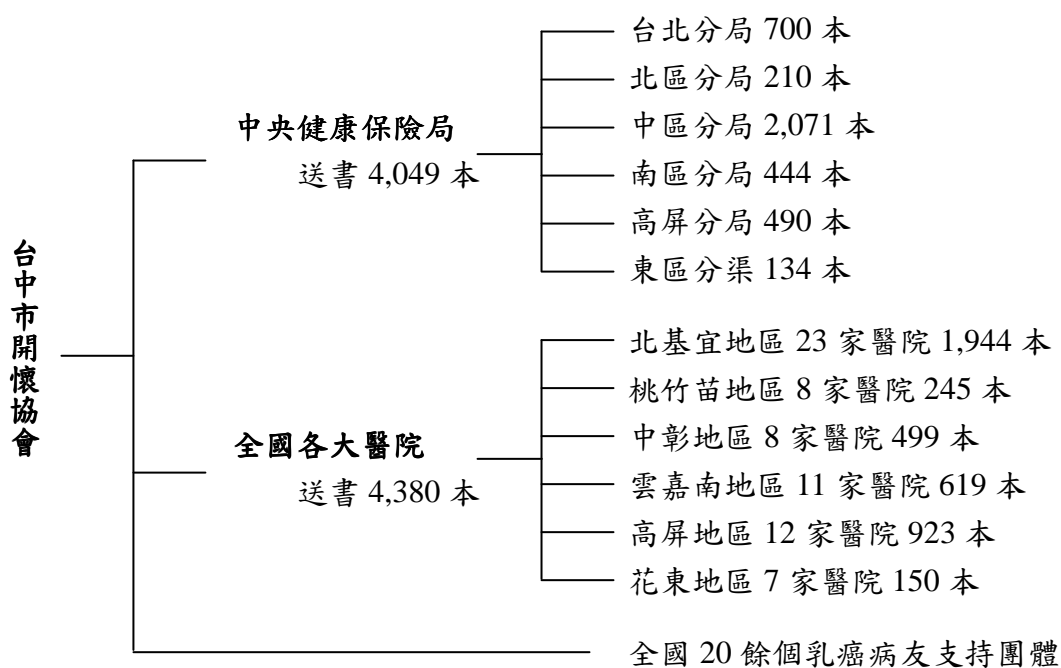 台中市開懷協會
中央健康保險局
送書 4,049 本
台北分局 700 本
北區分局 210 本
中區分局 2,071 本
南區分局 444 本
高屏分局 490 本
東區分渠 134 本
全國各大醫院
送書 4,380 本
北基宜地區 23 家醫院 1,944 本
桃竹苗地區 8 家醫院 245 本
中彰地區 8 家醫院 499 本
雲嘉南地區 11 家醫院 619 本
高屏地區 12 家醫院 923 本
花東地區 7 家醫院 150 本
全國 20 餘個乳癌病友支持團體